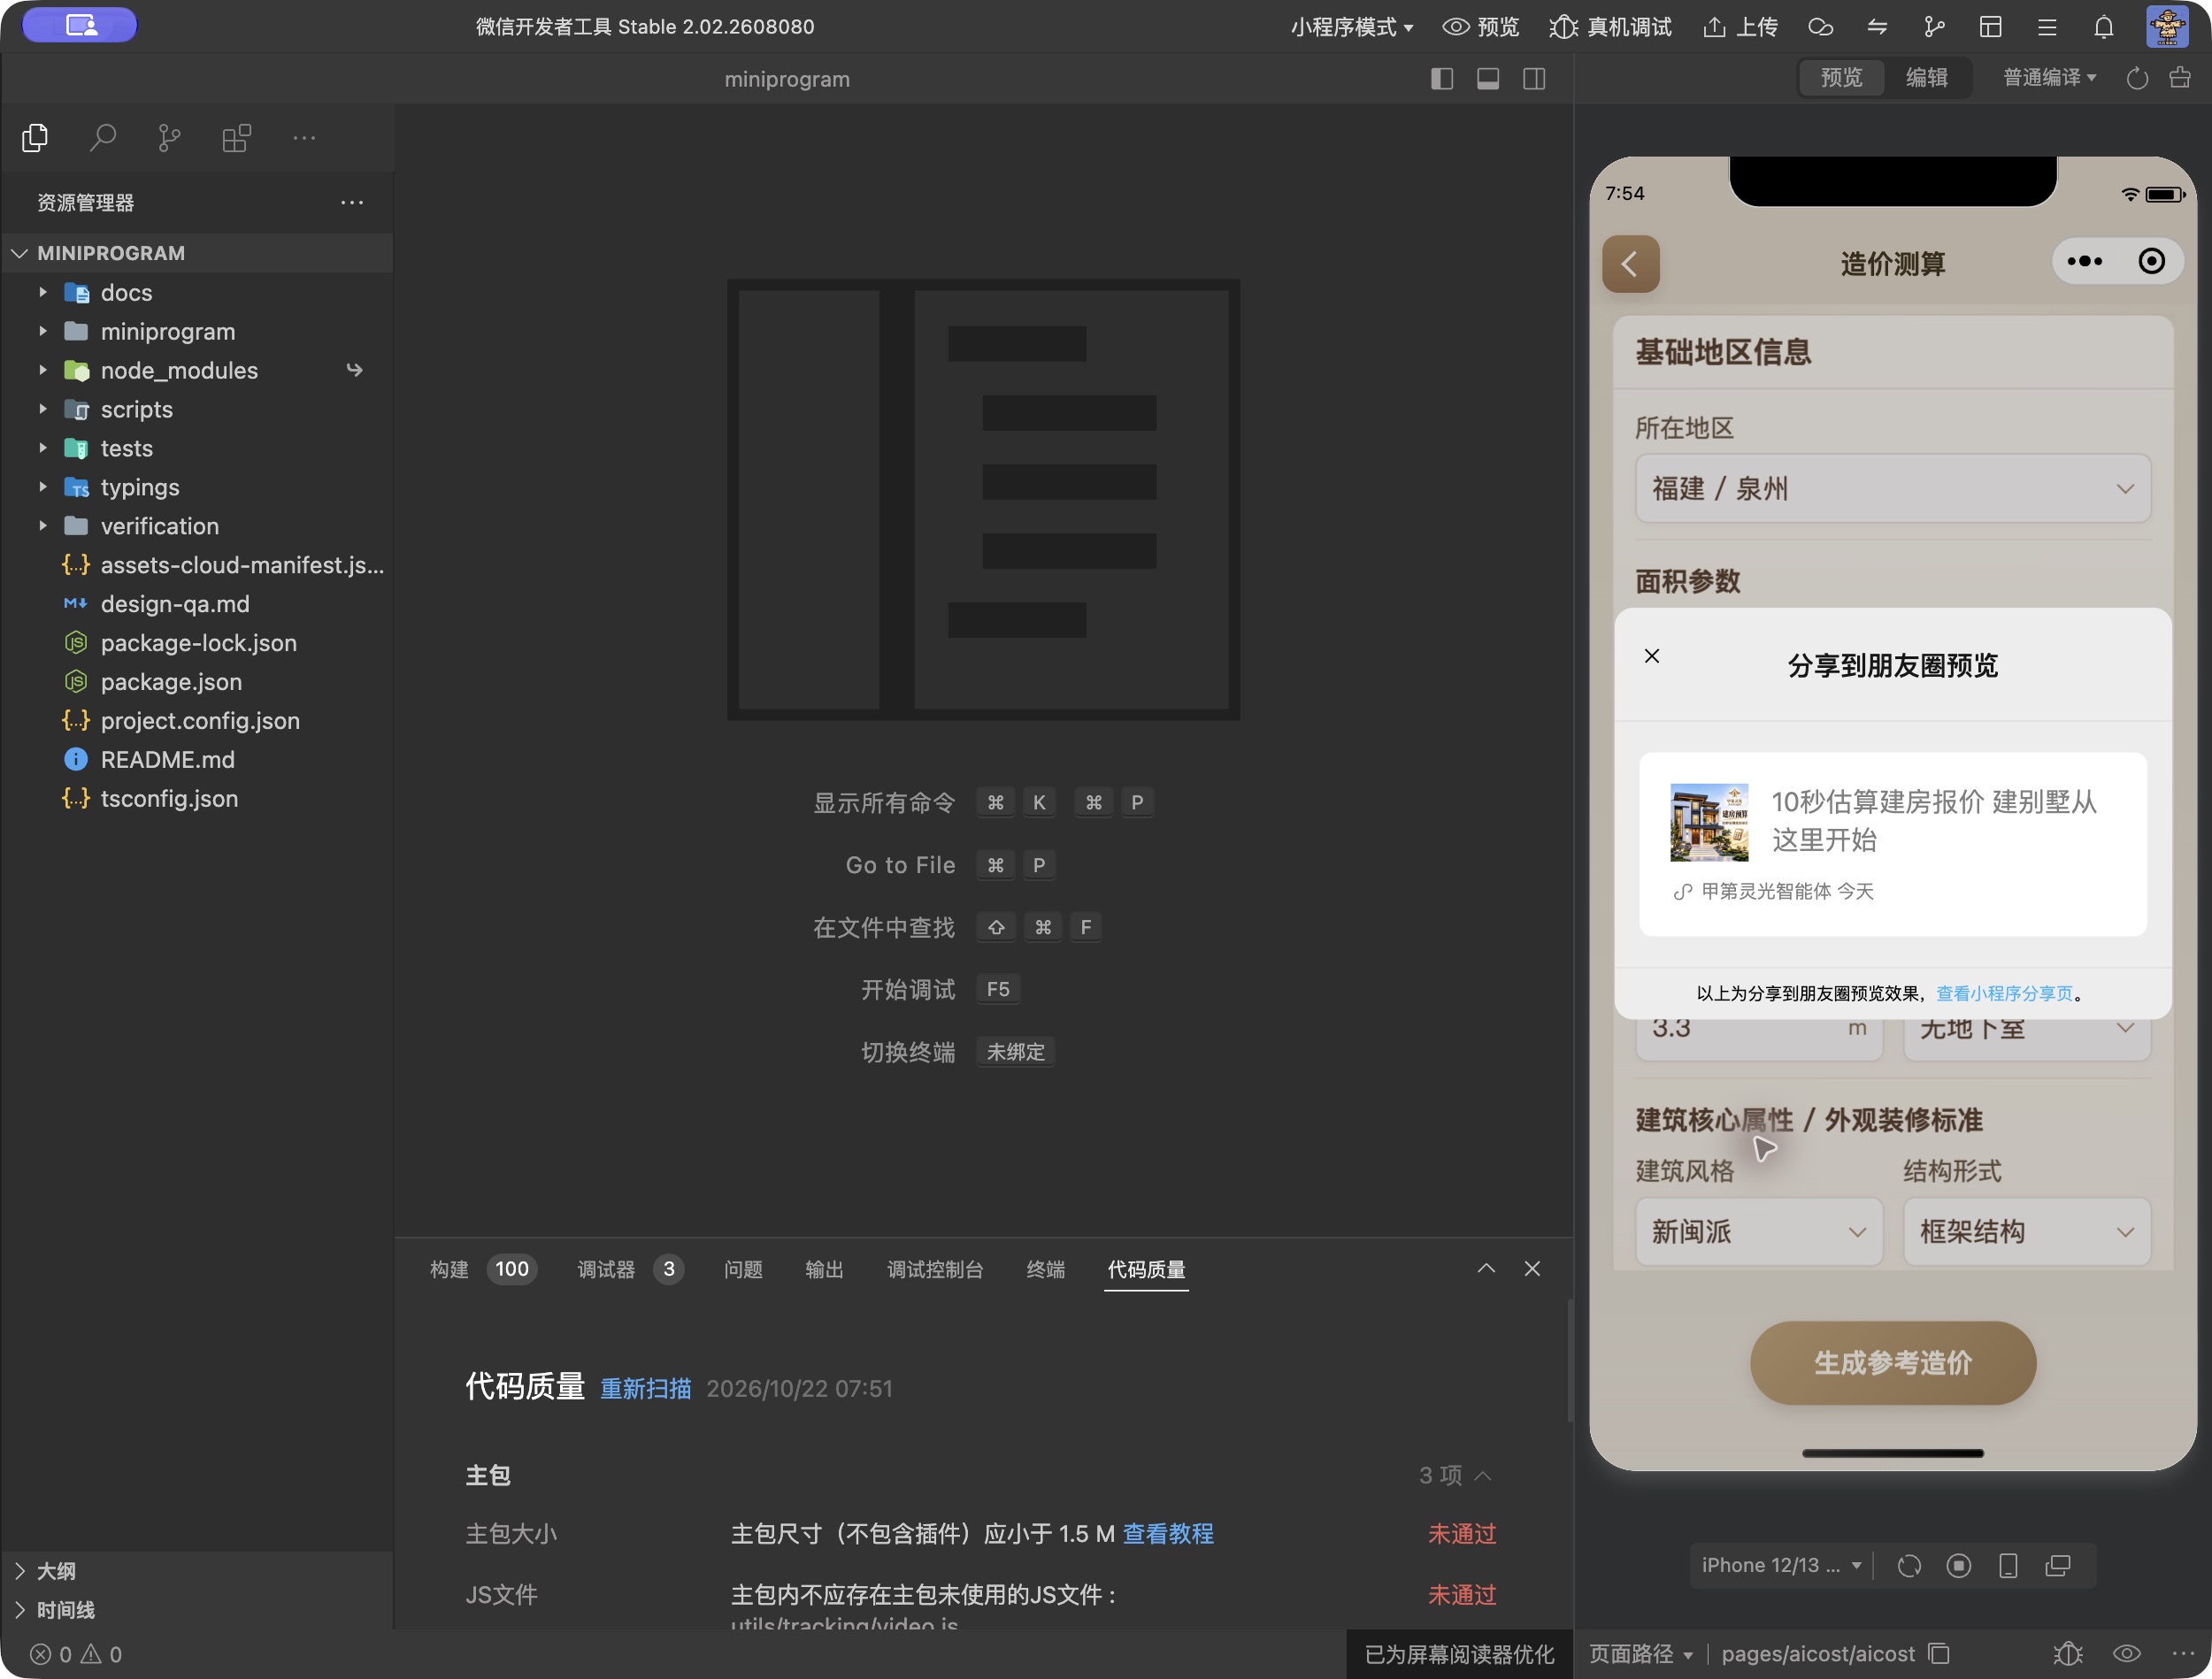 微信开发者工具 Stable 2.02.2608080
小程序模式
预览
真机调试
上传
miniprogram
预览
编辑
普通编译
资源管理器
MINIPROGRAM
docs
miniprogram
node_modules
scripts
tests
typings
verification
assets-cloud-manifest.js...
design-qa.md
package-lock.json
package.json
project.config.json
README.md
tsconfig.json
大纲
时间线
0
0
显示所有命令 ⌘ K ⌘ P
Go to File ⌘ P
在文件中查找 ⇧ ⌘ F
开始调试 F5
切换终端 未绑定
构建 100
调试器 3
问题
输出
调试控制台
终端
代码质量
代码质量 重新扫描 2026/10/22 07:51
主包 3 项
主包大小 主包尺寸（不包含插件）应小于 1.5 M 查看教程 未通过
JS文件 主包内不应存在主包未使用的JS文件： 未通过
utils/tracking/video.js
已为屏幕阅读器优化
7:54
造价测算
基础地区信息
所在地区
福建 / 泉州
面积参数
分享到朋友圈预览
建房预算
10秒估算建房报价 建别墅从
这里开始
甲第灵光智能体 今天
以上为分享到朋友圈预览效果，查看小程序分享页。
3.3 m
无地下室
建筑核心属性 / 外观装修标准
建筑风格 结构形式
新闽派 框架结构
生成参考造价
iPhone 12/13 ...
页面路径
pages/aicost/aicost